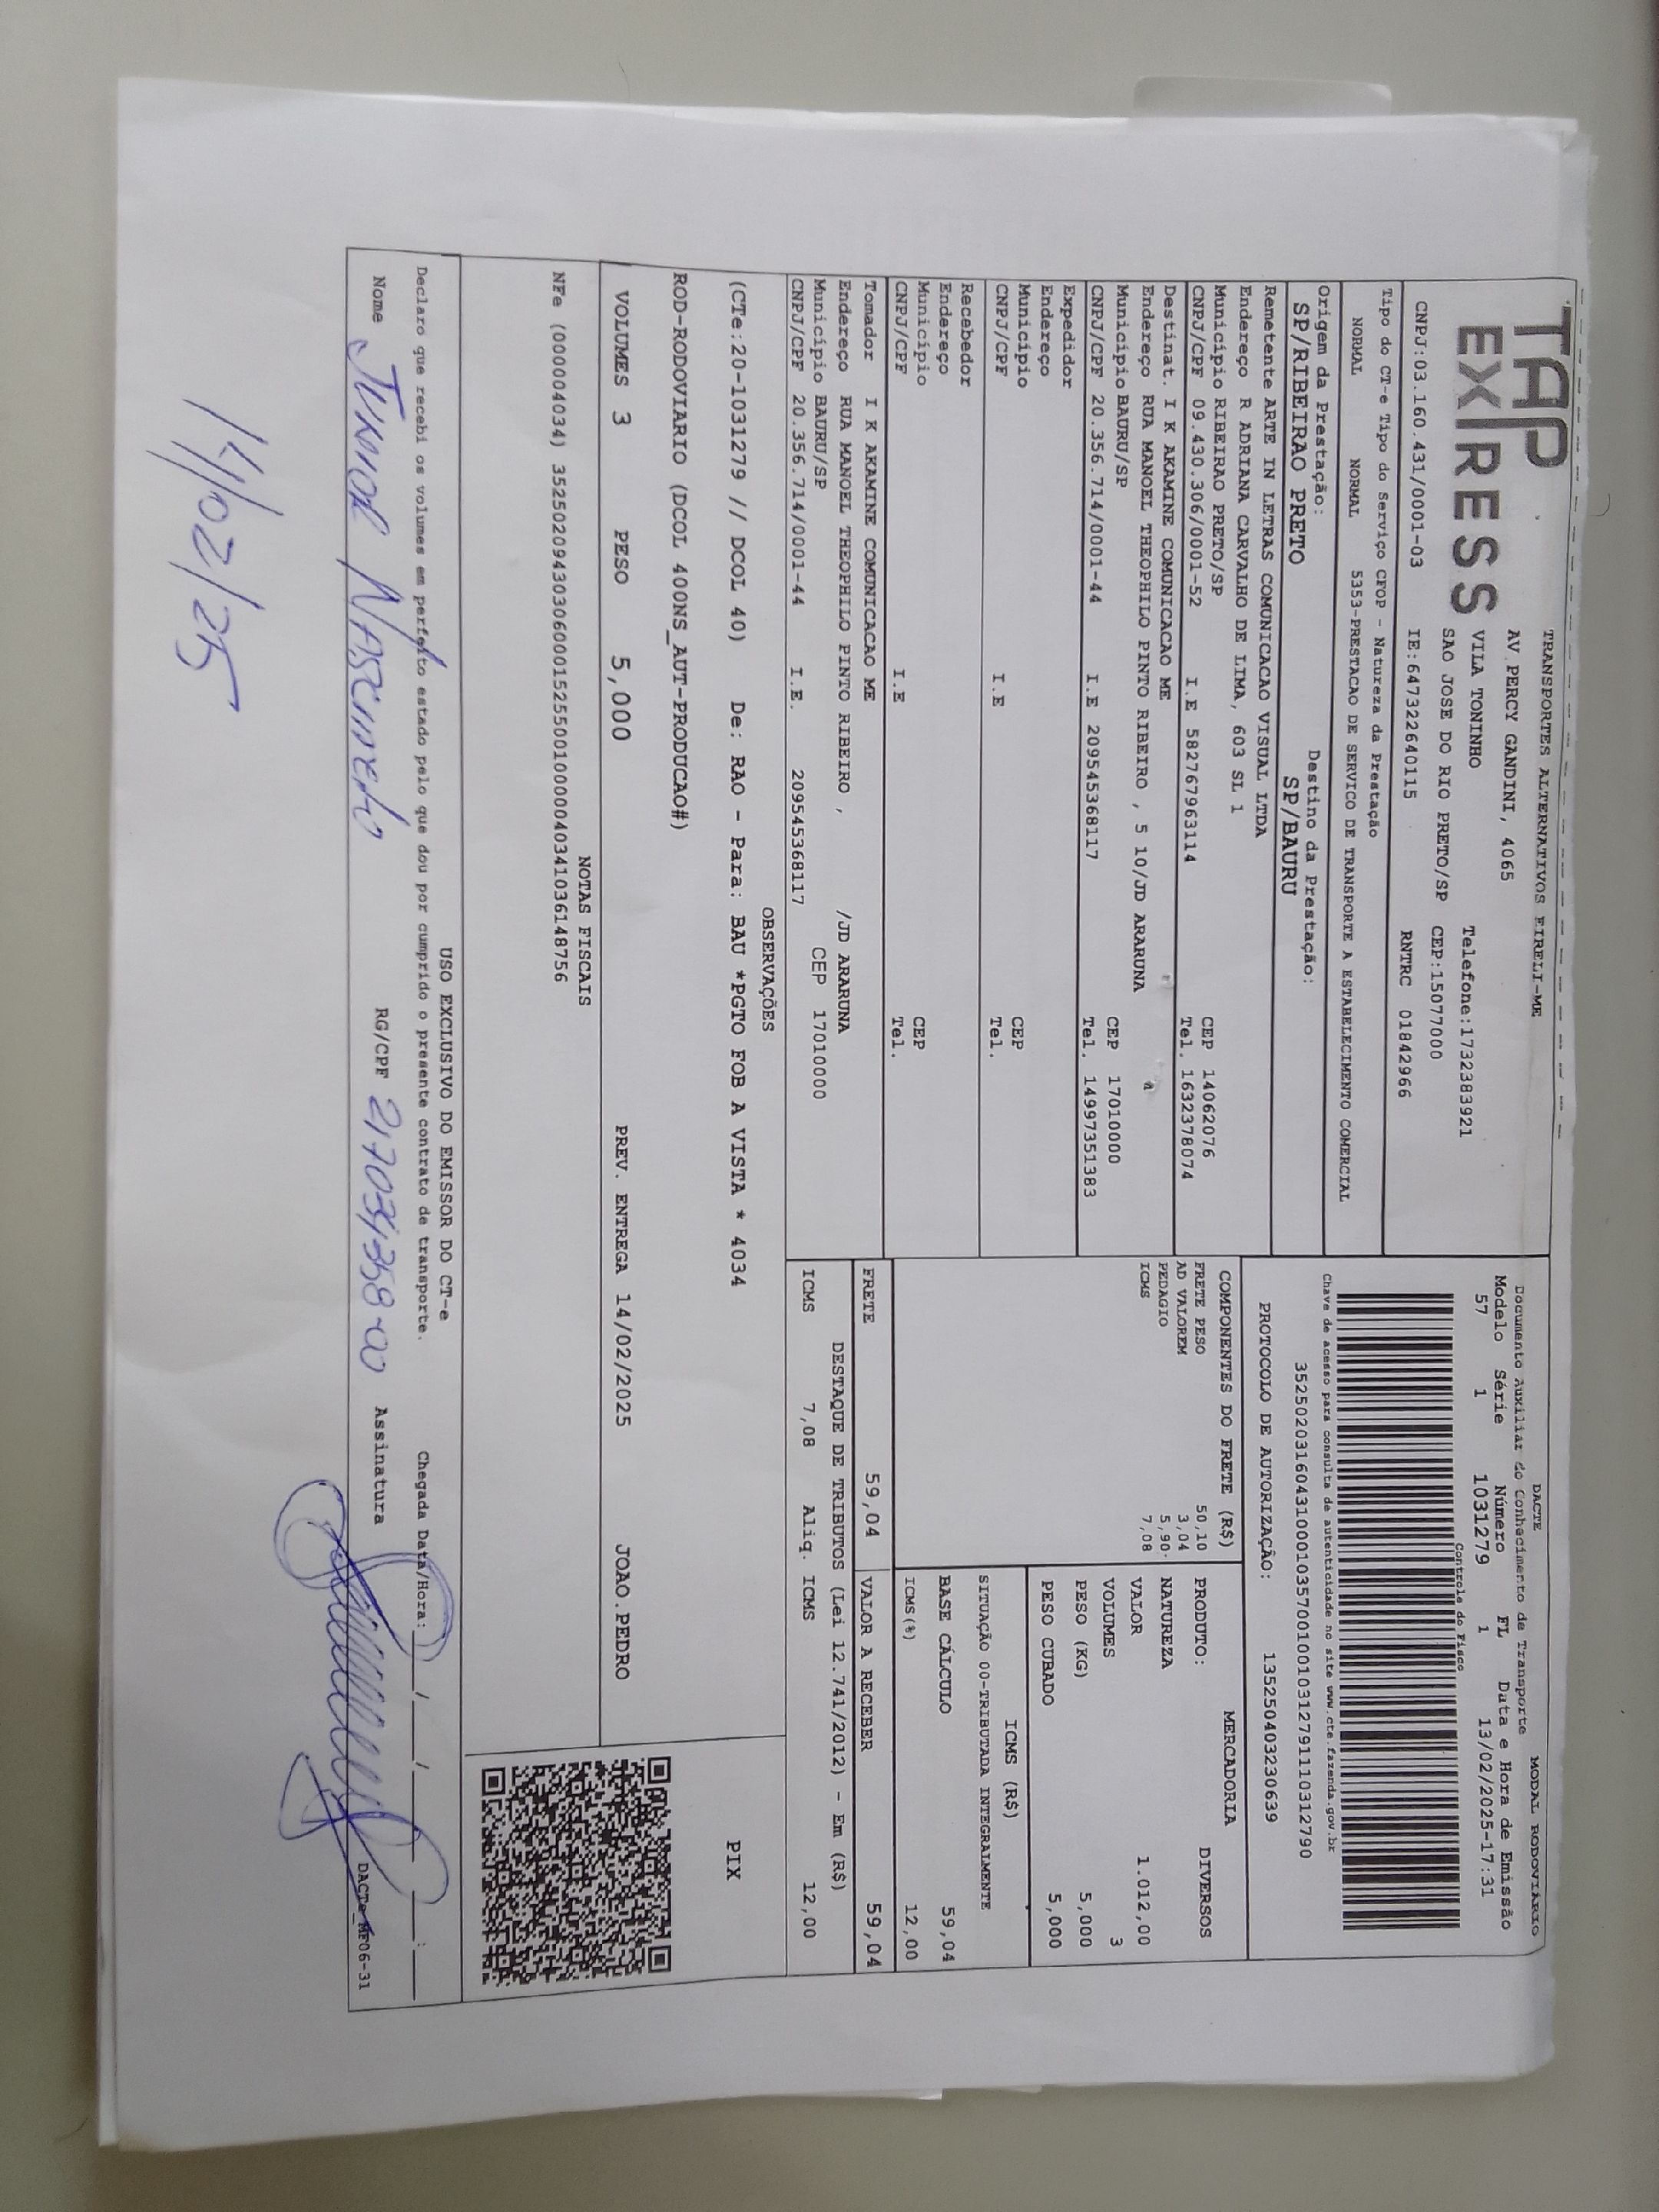 TAP
EXPRESS
TRANSPORTES ALTERNATIVOS EIRELI-ME
AV. PERCY GANDINI, 4065
VILA TONINHO Telefone:1732383921
SAO JOSE DO RIO PRETO/SP CEP:15077000
CNPJ:03.160.431/0001-03 IE:647322640115 RNTRC 01842966
Tipo do CT-e Tipo do Serviço CFOP - Natureza da Prestação
NORMAL NORMAL 5353-PRESTACAO DE SERVICO DE TRANSPORTE A ESTABELECIMENTO COMERCIAL
Origem da Prestação: Destino da Prestação:
SP/RIBEIRAO PRETO SP/BAURU
DACTE MODAL RODOVIÁRIO
Documento Auxiliar do Conhecimento de Transporte
Modelo Série Número FL Data e Hora de Emissão
57 1 1031279 1 13/02/2025-17:31
Controle do Fisco
Chave de acesso para consulta de autenticidade no site www.cte.fazenda.gov.br
35250203160431000103570010010312791110312790
PROTOCOLO DE AUTORIZAÇÃO: 135250403230639
Remetente ARTE IN LETRAS COMUNICACAO VISUAL LTDA
Endereço R ADRIANA CARVALHO DE LIMA, 603 SL 1
Município RIBEIRAO PRETO/SP CEP 14062076
CNPJ/CPF 09.430.306/0001-52 I.E 582767963114 Tel. 1632378074
Destinat. I K AKAMINE COMUNICACAO ME
Endereço RUA MANOEL THEOPHILO PINTO RIBEIRO , 5 10/JD ARARUNA
Município BAURU/SP CEP 17010000
CNPJ/CPF 20.356.714/0001-44 I.E 209545368117 Tel. 14997351383
Expedidor
Endereço
Município CEP
CNPJ/CPF I.E Tel.
Recebedor
Endereço
Município CEP
CNPJ/CPF I.E Tel.
Tomador I K AKAMINE COMUNICACAO ME
Endereço RUA MANOEL THEOPHILO PINTO RIBEIRO , /JD ARARUNA
Município BAURU/SP CEP 17010000
CNPJ/CPF 20.356.714/0001-44 I.E. 209545368117
COMPONENTES DO FRETE (R$)
FRETE PESO 50,10
AD VALOREM 3,04
PEDAGIO 5,90
ICMS 7,08
MERCADORIA
PRODUTO: DIVERSOS
NATUREZA
VALOR 1.012,00
VOLUMES 3
PESO (KG) 5,000
PESO CUBADO 5,000
ICMS (R$)
SITUAÇÃO 00-TRIBUTADA INTEGRALMENTE
BASE CÁLCULO 59,04
ICMS(%) 12,00
FRETE 59,04 VALOR A RECEBER 59,04
DESTAQUE DE TRIBUTOS (Lei 12.741/2012) - Em (R$)
ICMS 7,08 Aliq. ICMS 12,00
OBSERVAÇÕES
(CTe:20-1031279 // DCOL 40) De: RAO - Para: BAU *PGTO FOB A VISTA * 4034
ROD-RODOVIARIO (DCOL 400NS_AUT-PRODUCAO#)
PIX
VOLUMES 3 PESO 5,000 PREV. ENTREGA 14/02/2025 JOAO.PEDRO
NOTAS FISCAIS
NFe (000004034) 35250209430306000152550010000040341036148756
USO EXCLUSIVO DO EMISSOR DO CT-e
Declaro que recebi os volumes em perfeito estado pelo que dou por cumprido o presente contrato de transporte. Chegada Data/Hora: ___/___/___ ___:___
Nome JUNIOR NASCIMENTO RG/CPF Assinatura DACTe_MF06-31
14/02/25